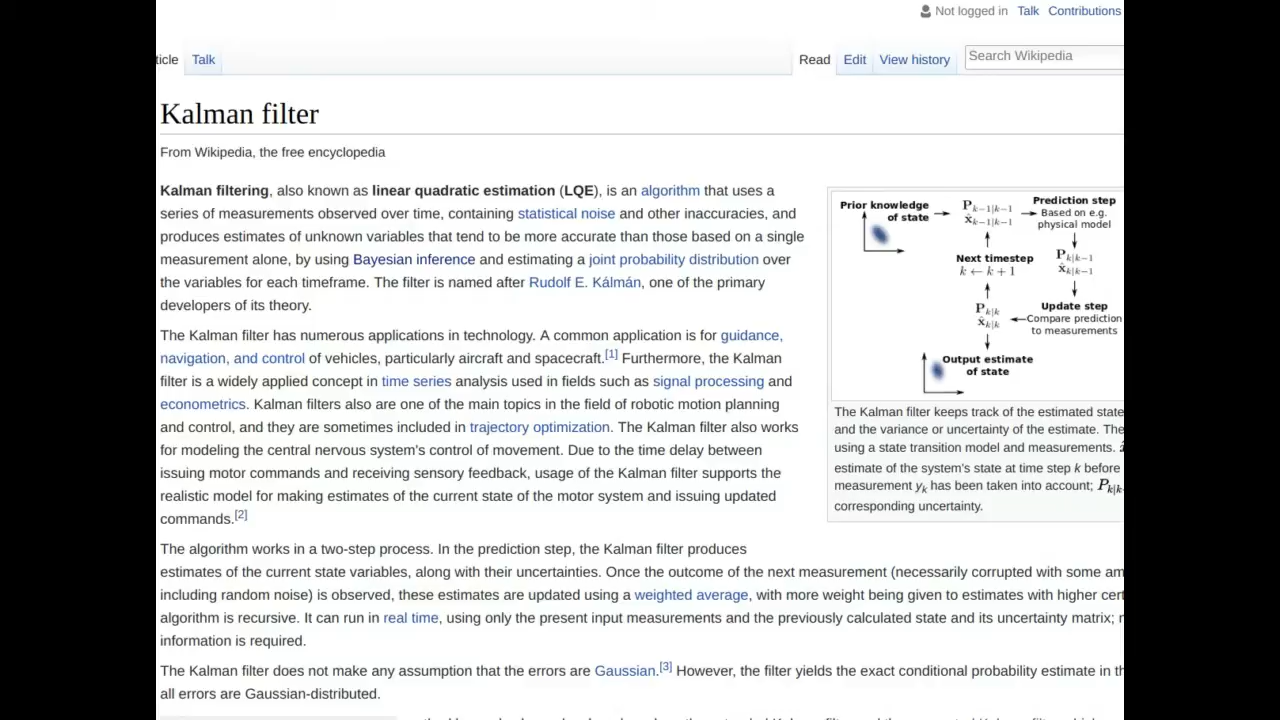 Not logged in Talk Contributions
ticle Talk Read Edit View history Search Wikipedia
Kalman filter
From Wikipedia, the free encyclopedia
Kalman filtering, also known as linear quadratic estimation (LQE), is an algorithm that uses a
series of measurements observed over time, containing statistical noise and other inaccuracies, and
produces estimates of unknown variables that tend to be more accurate than those based on a single
measurement alone, by using Bayesian inference and estimating a joint probability distribution over
the variables for each timeframe. The filter is named after Rudolf E. Kálmán, one of the primary
developers of its theory.
The Kalman filter has numerous applications in technology. A common application is for guidance,
navigation, and control of vehicles, particularly aircraft and spacecraft.[1] Furthermore, the Kalman
filter is a widely applied concept in time series analysis used in fields such as signal processing and
econometrics. Kalman filters also are one of the main topics in the field of robotic motion planning
and control, and they are sometimes included in trajectory optimization. The Kalman filter also works
for modeling the central nervous system's control of movement. Due to the time delay between
issuing motor commands and receiving sensory feedback, usage of the Kalman filter supports the
realistic model for making estimates of the current state of the motor system and issuing updated
commands.[2]
Prior knowledge
of state
P k−1|k−1
x̂ k−1|k−1
Prediction step
Based on e.g.
physical model
Next timestep
k ← k + 1
P k|k−1
x̂ k|k−1
P k|k
x̂ k|k
Update step
Compare prediction
to measurements
Output estimate
of state
The Kalman filter keeps track of the estimated state
and the variance or uncertainty of the estimate. The
using a state transition model and measurements.
estimate of the system's state at time step k before
measurement yk has been taken into account; P k|k
corresponding uncertainty.
The algorithm works in a two-step process. In the prediction step, the Kalman filter produces
estimates of the current state variables, along with their uncertainties. Once the outcome of the next measurement (necessarily corrupted with some am
including random noise) is observed, these estimates are updated using a weighted average, with more weight being given to estimates with higher cert
algorithm is recursive. It can run in real time, using only the present input measurements and the previously calculated state and its uncertainty matrix;
information is required.
The Kalman filter does not make any assumption that the errors are Gaussian.[3] However, the filter yields the exact conditional probability estimate in th
all errors are Gaussian-distributed.